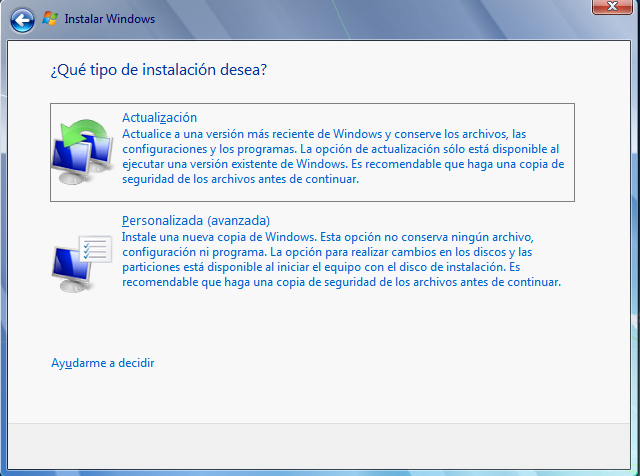 Instalar Windows
¿Qué tipo de instalación desea?
Actualización
Actualice a una versión más reciente de Windows y conserve los archivos, las
configuraciones y los programas. La opción de actualización sólo está disponible al
ejecutar una versión existente de Windows. Es recomendable que haga una copia de
seguridad de los archivos antes de continuar.
Personalizada (avanzada)
Instale una nueva copia de Windows. Esta opción no conserva ningún archivo,
configuración ni programa. La opción para realizar cambios en los discos y las
particiones está disponible al iniciar el equipo con el disco de instalación. Es
recomendable que haga una copia de seguridad de los archivos antes de continuar.
Ayudarme a decidir